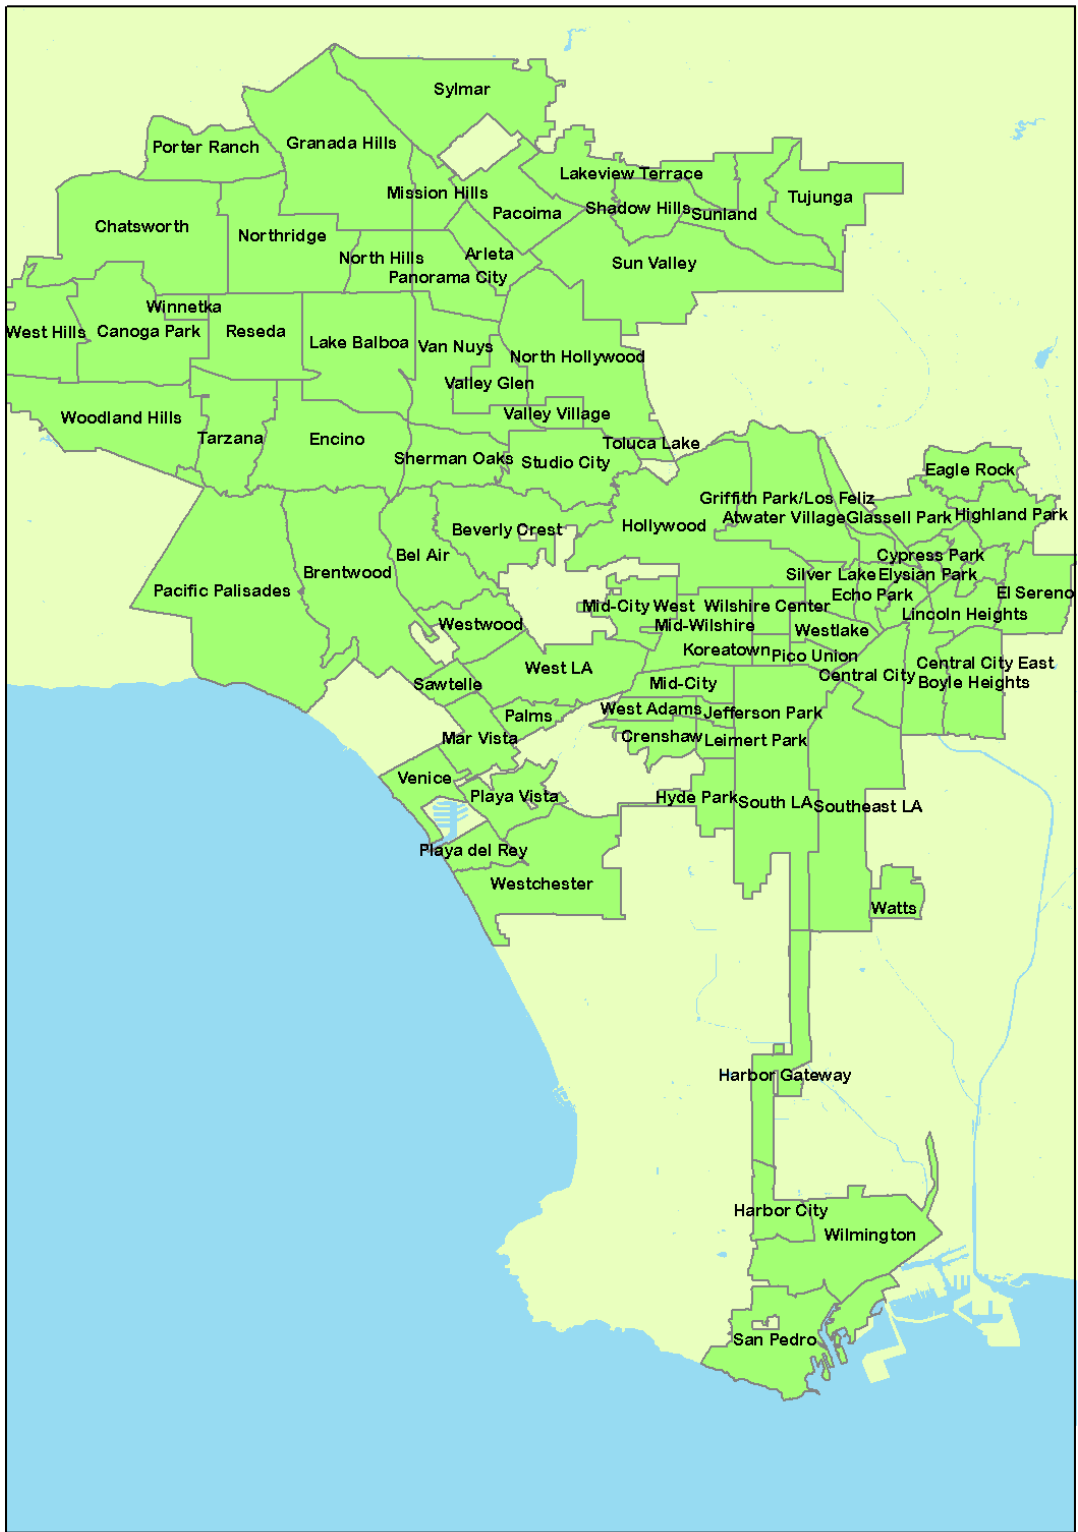 Sylmar
Porter Ranch
Granada Hills
Lakeview Terrace
Mission Hills
Tujunga
Shadow Hills
Pacoima
Sunland
Chatsworth
Northridge
Arleta
North Hills
Sun Valley
Panorama City
Winnetka
West Hills
Canoga Park
Reseda
Lake Balboa
Van Nuys
North Hollywood
Valley Glen
Valley Village
Woodland Hills
Tarzana
Encino
Toluca Lake
Sherman Oaks
Studio City
Eagle Rock
Griffith Park/Los Feliz
Hollywood
Atwater Village
Glassell Park
Highland Park
Beverly Crest
Bel Air
Cypress Park
Brentwood
Silver Lake
Elysian Park
Pacific Palisades
Echo Park
El Sereno
Mid-City West
Wilshire Center
Lincoln Heights
Westwood
Mid-Wilshire
Westlake
Koreatown
Pico Union
West LA
Central City East
Central City
Boyle Heights
Sawtelle
Mid-City
West Adams
Jefferson Park
Palms
Mar Vista
Crenshaw
Leimert Park
Venice
Playa Vista
Hyde Park
South LA
Southeast LA
Playa del Rey
Westchester
Watts
Harbor Gateway
Harbor City
Wilmington
San Pedro